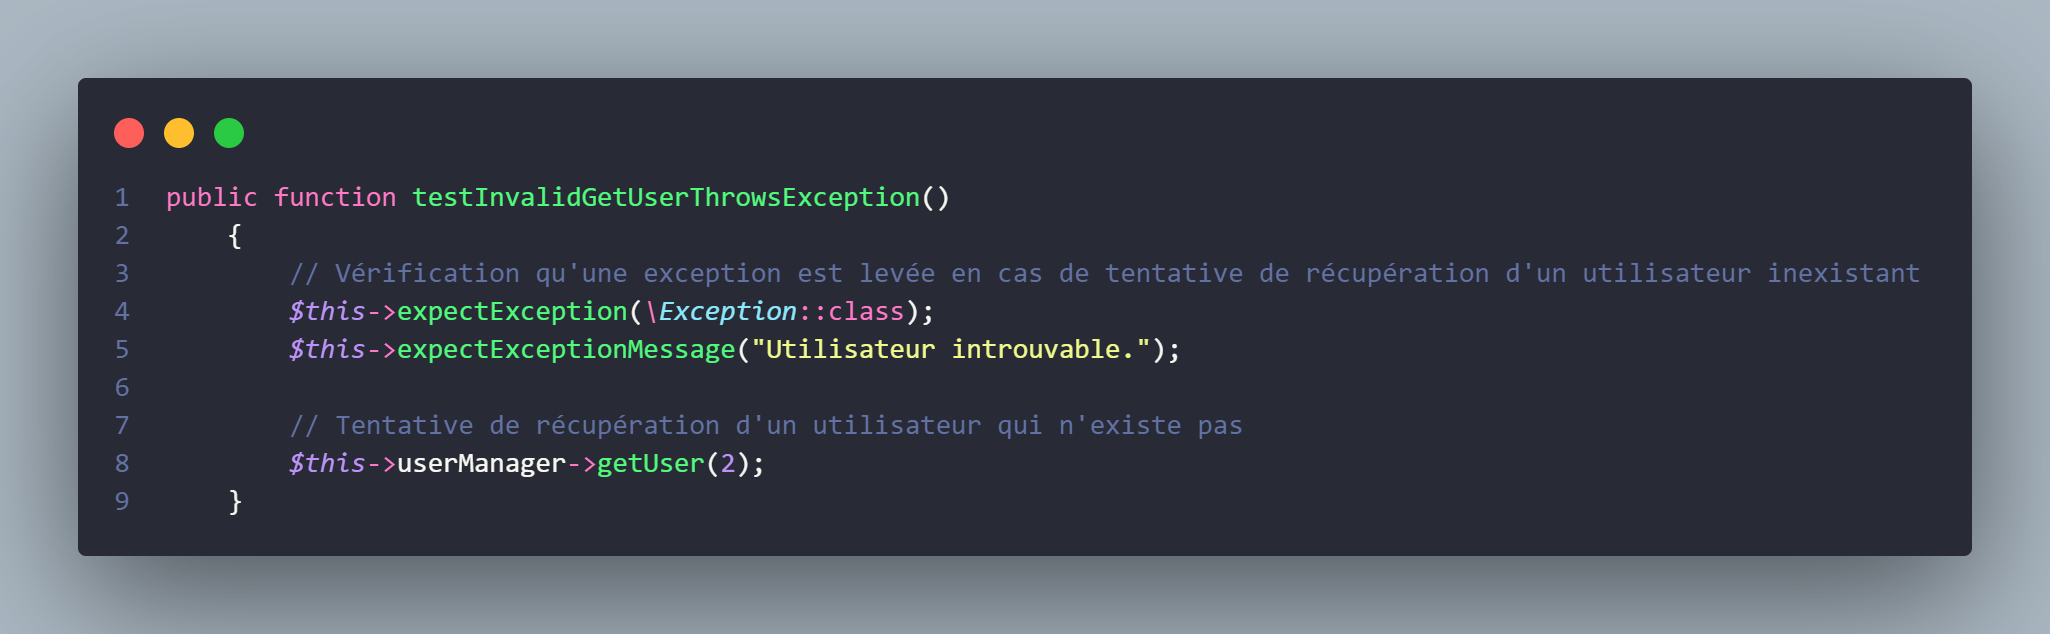 1 public function testInvalidGetUserThrowsException()
2 {
3 // Vérification qu'une exception est levée en cas de tentative de récupération d'un utilisateur inexistant
4 $this->expectException(\Exception::class);
5 $this->expectExceptionMessage("Utilisateur introuvable.");
6
7 // Tentative de récupération d'un utilisateur qui n'existe pas
8 $this->userManager->getUser(2);
9 }